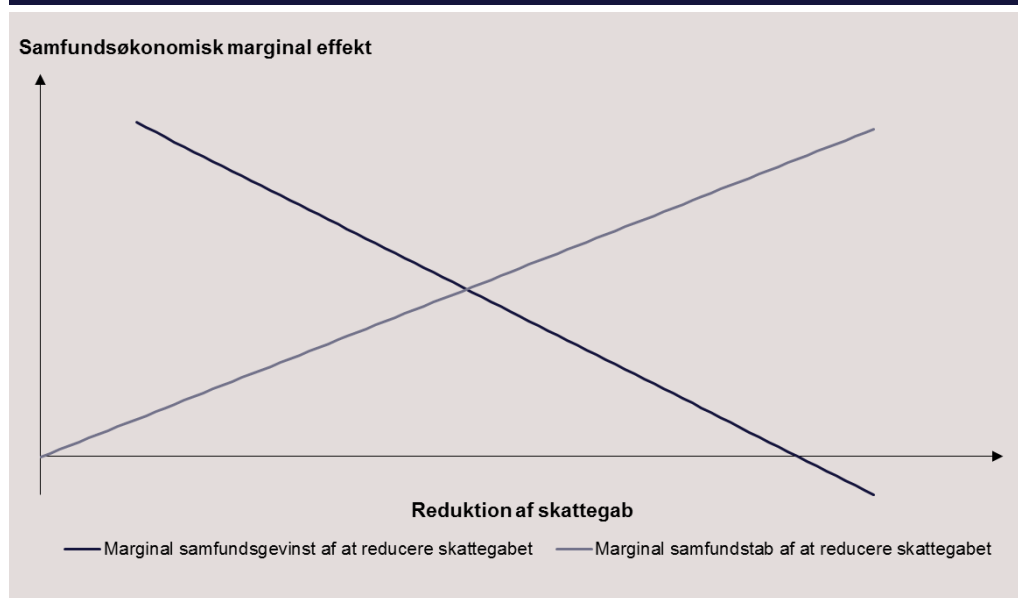 Samfundsøkonomisk marginal effekt
Reduktion af skattegab
Marginal samfundsgevinst af at reducere skattegabet
Marginal samfundstab af at reducere skattegabet